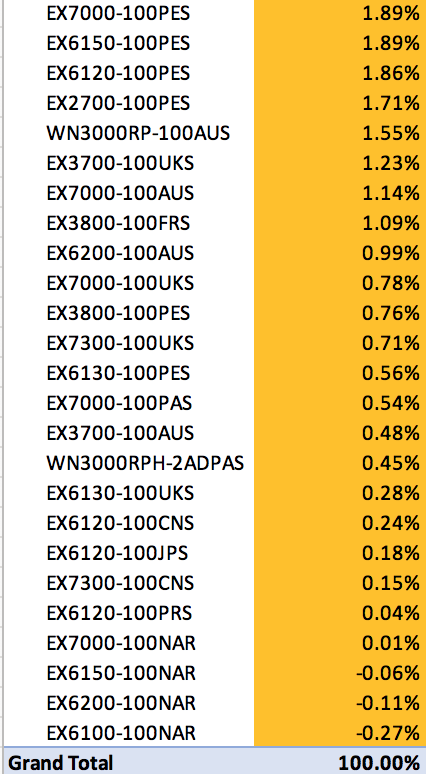 EX7000-100PES 1.89%
EX6150-100PES 1.89%
EX6120-100PES 1.86%
EX2700-100PES 1.71%
WN3000RP-100AUS 1.55%
EX3700-100UKS 1.23%
EX7000-100AUS 1.14%
EX3800-100FRS 1.09%
EX6200-100AUS 0.99%
EX7000-100UKS 0.78%
EX3800-100PES 0.76%
EX7300-100UKS 0.71%
EX6130-100PES 0.56%
EX7000-100PAS 0.54%
EX3700-100AUS 0.48%
WN3000RPH-2ADPAS 0.45%
EX6130-100UKS 0.28%
EX6120-100CNS 0.24%
EX6120-100JPS 0.18%
EX7300-100CNS 0.15%
EX6120-100PRS 0.04%
EX7000-100NAR 0.01%
EX6150-100NAR -0.06%
EX6200-100NAR -0.11%
EX6100-100NAR -0.27%
Grand Total 100.00%